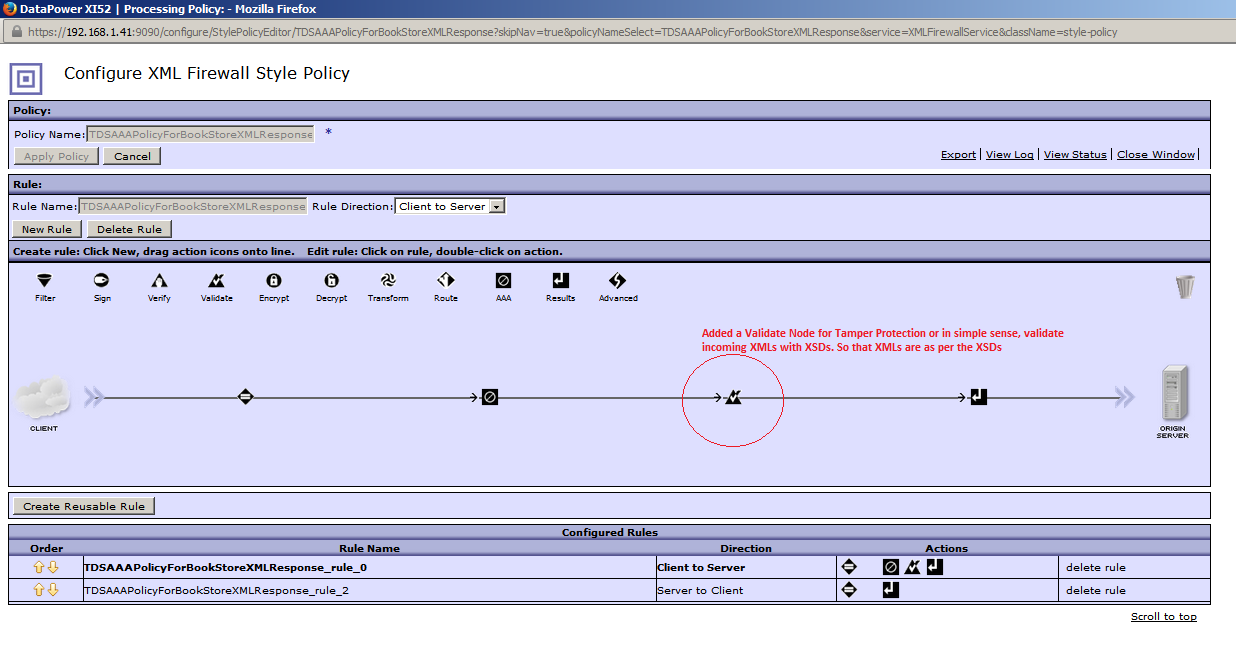 DataPower XI52 | Processing Policy: - Mozilla Firefox
https://192.168.1.41:9090/configure/StylePolicyEditor/TDSAAAPolicyForBookStoreXMLResponse?skipNav=true&policyNameSelect=TDSAAAPolicyForBookStoreXMLResponse&service=XMLFirewallService&className=style-policy
Configure XML Firewall Style Policy
Policy:
Policy Name: TDSAAAPolicyForBookStoreXMLResponse *
Apply Policy Cancel Export | View Log | View Status | Close Window |
Rule:
Rule Name: TDSAAAPolicyForBookStoreXMLResponse Rule Direction: Client to Server
New Rule Delete Rule
Create rule: Click New, drag action icons onto line. Edit rule: Click on rule, double-click on action.
Filter Sign Verify Validate Encrypt Decrypt Transform Route AAA Results Advanced
Added a Validate Node for Tamper Protection or in simple sense, validate
incoming XMLs with XSDs. So that XMLs are as per the XSDs
CLIENT
ORIGIN
SERVER
Create Reusable Rule
Configured Rules
Order Rule Name Direction Actions
TDSAAAPolicyForBookStoreXMLResponse_rule_0 Client to Server delete rule
TDSAAAPolicyForBookStoreXMLResponse_rule_2 Server to Client delete rule
Scroll to top